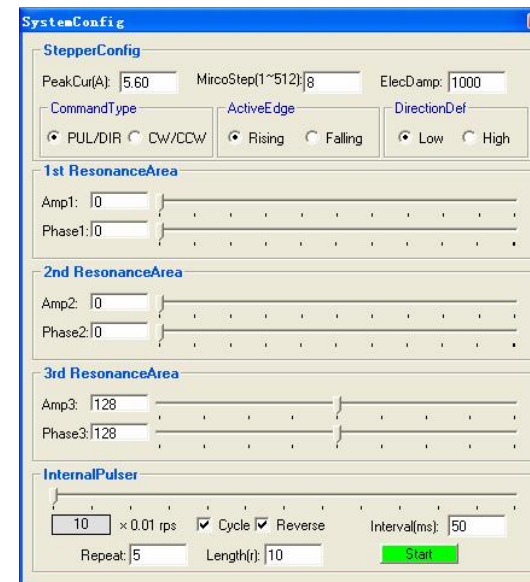 SystemConfig
StepperConfig
PeakCur(A): 5.60 MircoStep(1~512): 8 ElecDamp: 1000
CommandType ActiveEdge DirectionDef
PUL/DIR CW/CCW Rising Falling Low High
1st ResonanceArea
Amp1: 0
Phase1: 0
2nd ResonanceArea
Amp2: 0
Phase2: 0
3rd ResonanceArea
Amp3: 128
Phase3: 128
InternalPulser
10 × 0.01 rps Cycle Reverse Interval(ms): 50
Repeat: 5 Length(r): 10 Start